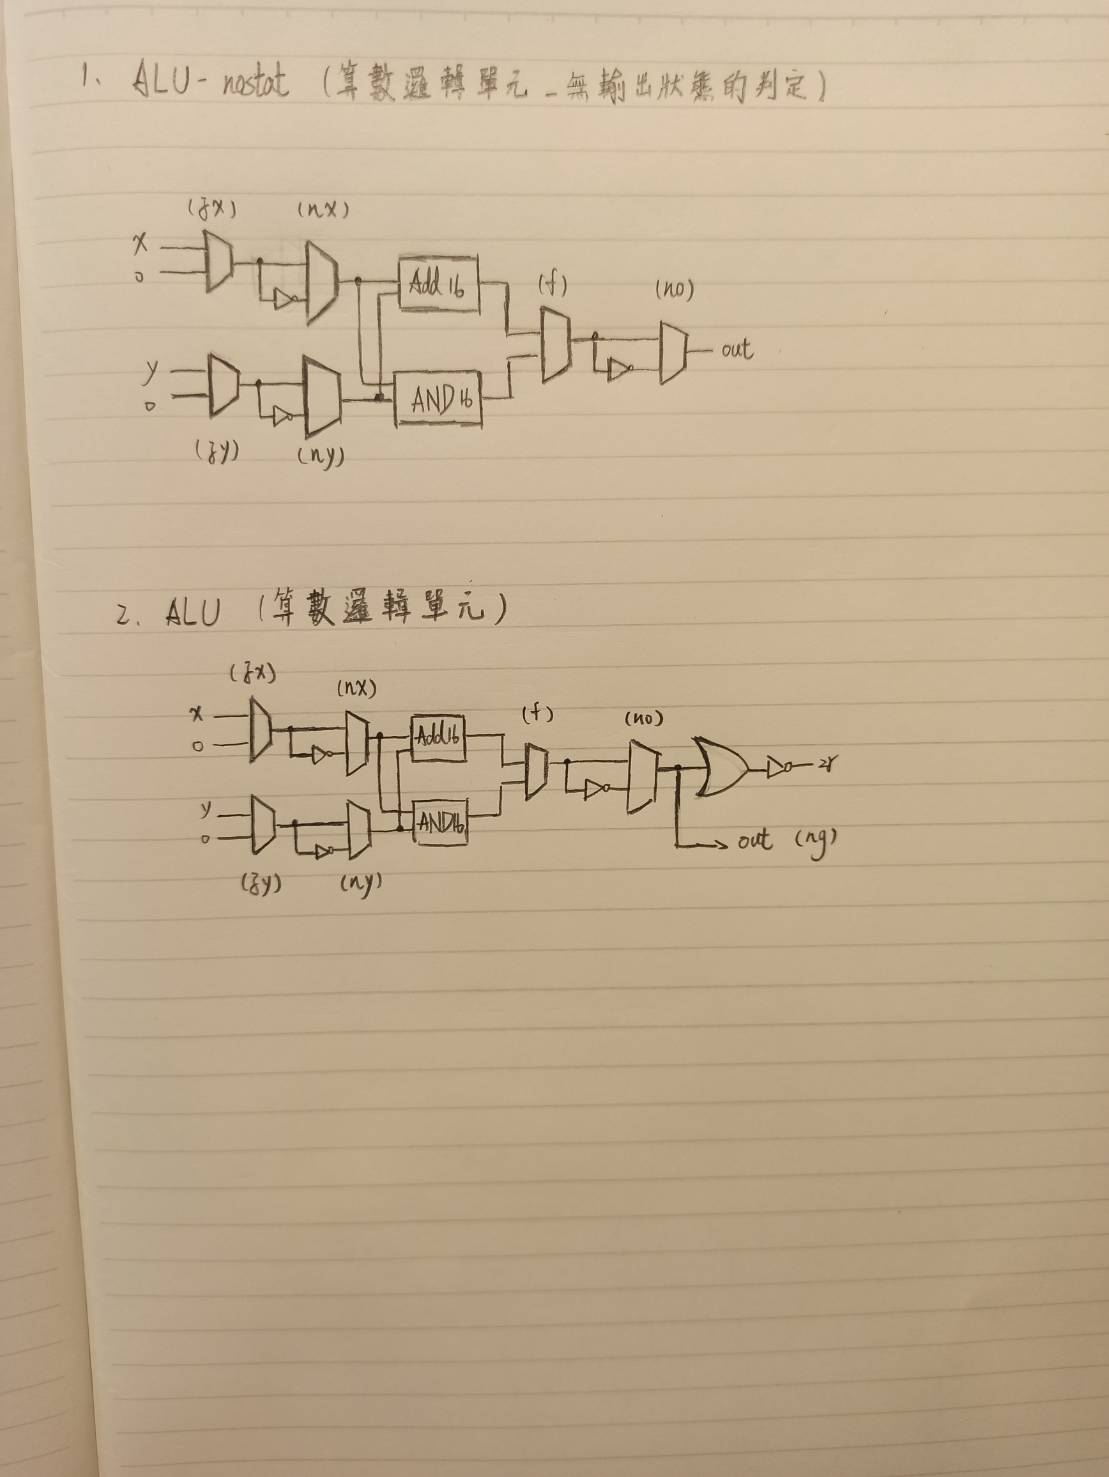 1、ALU-nostat (算數邏輯單元-無輸出狀態的判定)
(zx) (nx)
x
0
Add16
(f) (no)
out
y
0
AND16
(zy) (ny)
2. ALU (算數邏輯單元)
(zx) (nx)
(f) (no)
x
0
Add16
zr
y
0
AND16
out (ng)
(zy) (ny)